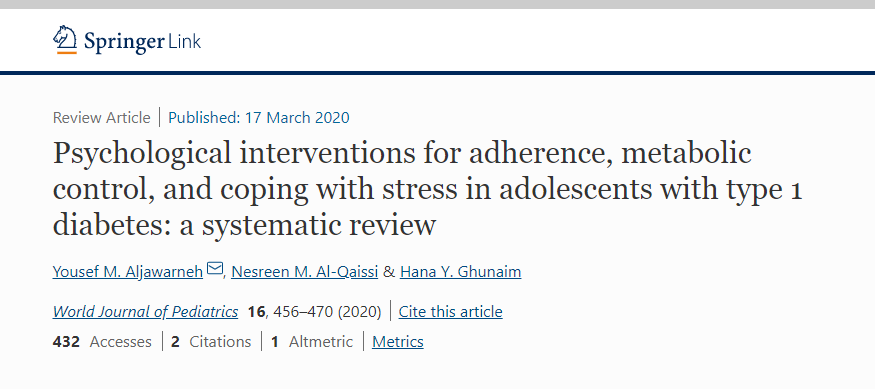 Springer Link
Review Article | Published: 17 March 2020
Psychological interventions for adherence, metabolic
control, and coping with stress in adolescents with type 1
diabetes: a systematic review
Yousef M. Aljawarneh, Nesreen M. Al-Qaissi & Hana Y. Ghunaim
World Journal of Pediatrics 16, 456–470 (2020) | Cite this article
432 Accesses | 2 Citations | 1 Altmetric | Metrics